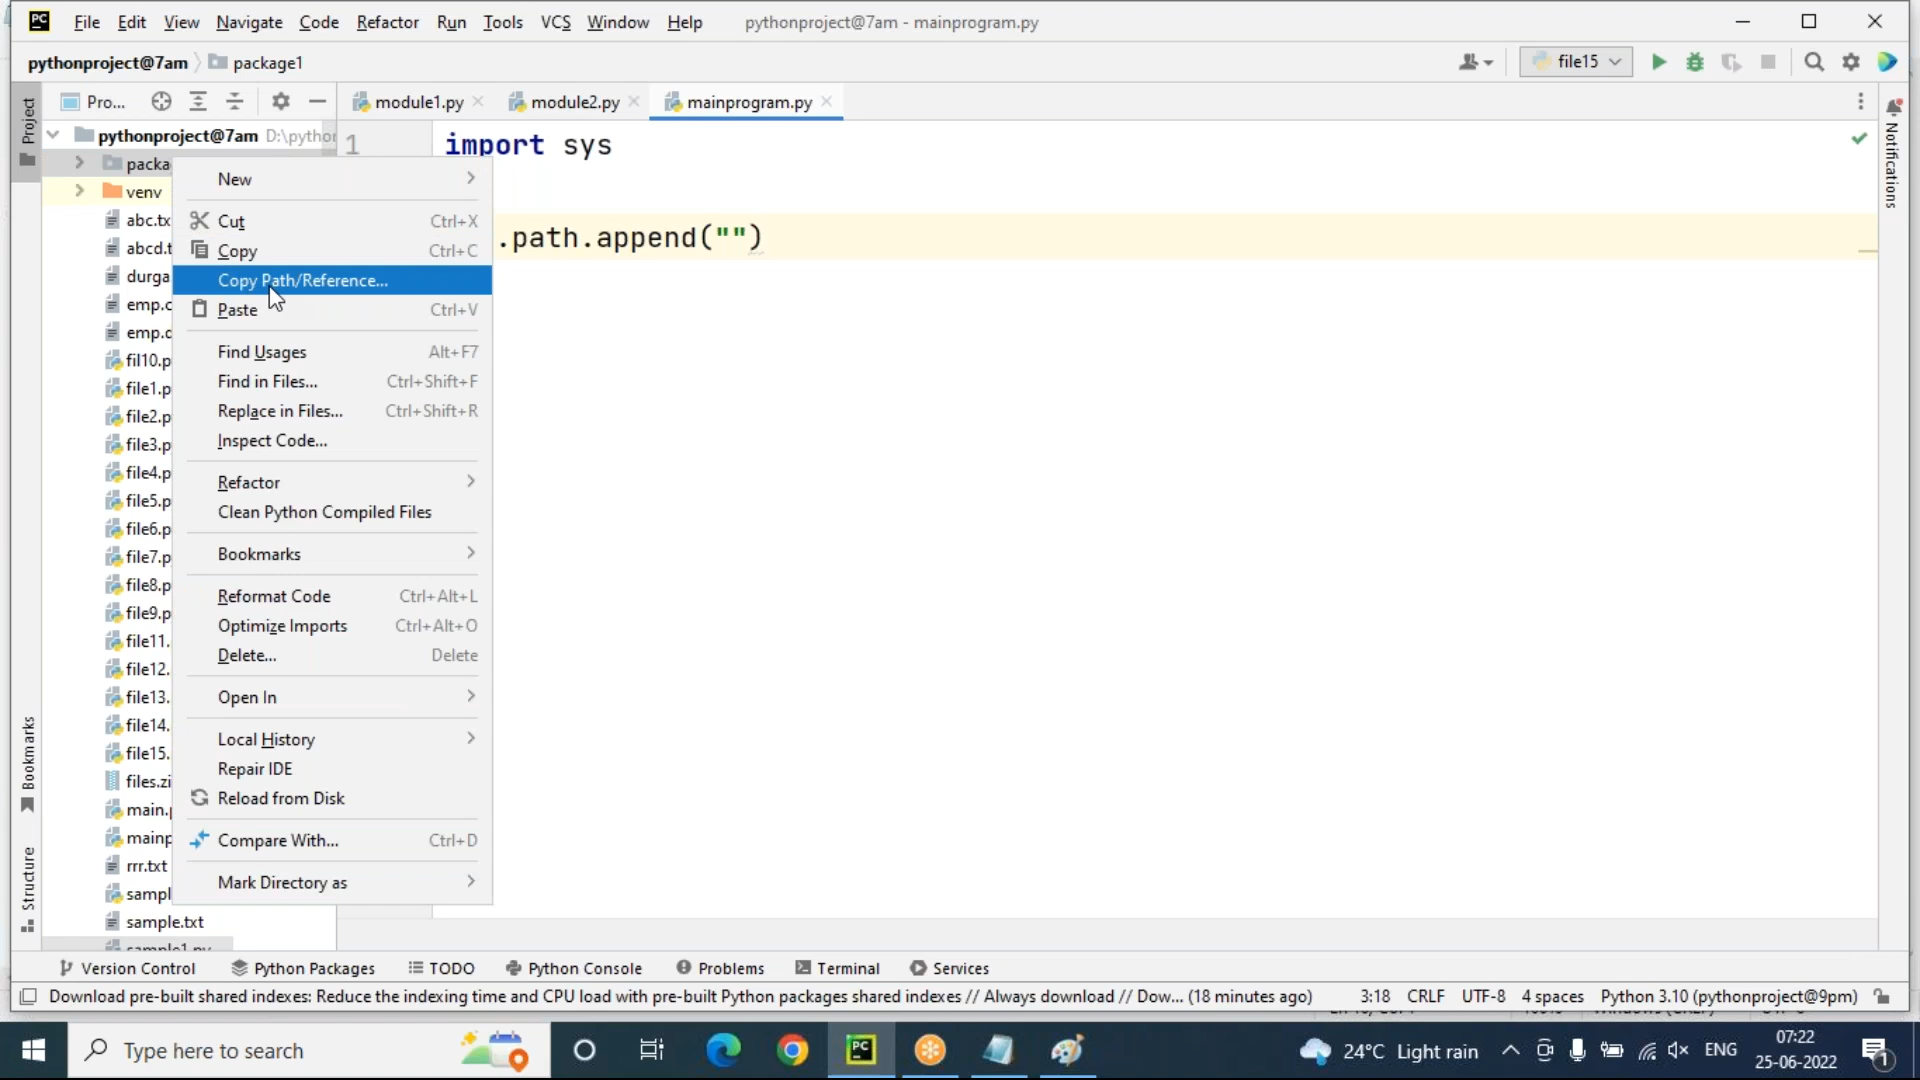 PC File Edit View Navigate Code Refactor Run Tools VCS Window Help pythonproject@7am - mainprogram.py
pythonproject@7am package1 file15
Pro... module1.py module2.py mainprogram.py
Project
Notifications
Bookmarks
Structure
pythonproject@7am D:\pytho
packa
venv
abc.tx
abcd.t
durga
emp.c
emp.c
fil10.p
file1.p
file2.p
file3.p
file4.p
file5.p
file6.p
file7.p
file8.p
file9.p
file11.
file12.
file13.
file14.
file15.
files.zi
main.p
mainp
rrr.txt
sampl
sample.txt
sample1.py
1 import sys
.path.append("")
New
Cut Ctrl+X
Copy Ctrl+C
Copy Path/Reference...
Paste Ctrl+V
Find Usages Alt+F7
Find in Files... Ctrl+Shift+F
Replace in Files... Ctrl+Shift+R
Inspect Code...
Refactor
Clean Python Compiled Files
Bookmarks
Reformat Code Ctrl+Alt+L
Optimize Imports Ctrl+Alt+O
Delete... Delete
Open In
Local History
Repair IDE
Reload from Disk
Compare With... Ctrl+D
Mark Directory as
Version Control Python Packages TODO Python Console Problems Terminal Services
Download pre-built shared indexes: Reduce the indexing time and CPU load with pre-built Python packages shared indexes // Always download // Dow... (18 minutes ago) 3:18 CRLF UTF-8 4 spaces Python 3.10 (pythonproject@9pm)
Type here to search PC 24°C Light rain ENG 07:22
25-06-2022 1